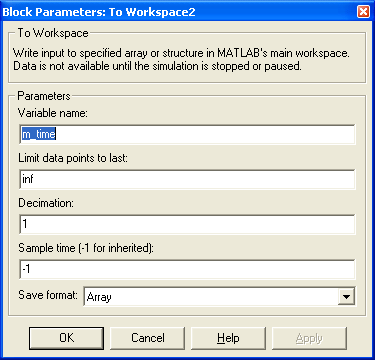 Block Parameters: To Workspace2
To Workspace
Write input to specified array or structure in MATLAB's main workspace.
Data is not available until the simulation is stopped or paused.
Parameters
Variable name:
m_time
Limit data points to last:
inf
Decimation:
1
Sample time (-1 for inherited):
-1
Save format: Array
OK Cancel Help Apply